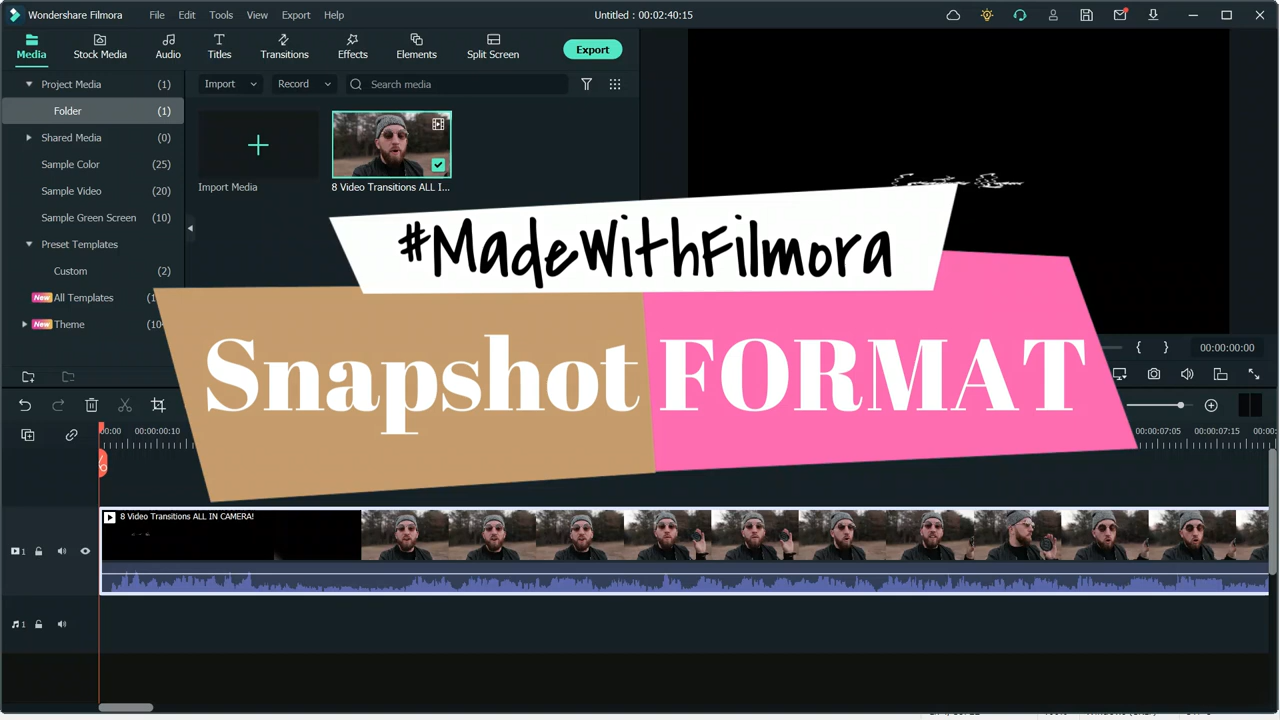 Wondershare Filmora File Edit Tools View Export Help Untitled : 00:02:40:15
Media Stock Media Audio Titles Transitions Effects Elements Split Screen Export
Project Media (1) Import Record Search media
Folder (1)
Shared Media (0)
Sample Color (25)
Sample Video (20) Import Media 8 Video Transitions ALL I...
Sample Green Screen (10)
Preset Templates
Custom (2)
New All Templates
New Theme
#MadeWithFilmora
Snapshot FORMAT
00:00:00:00
:00:00 00:00:00:10 00:00:07:05 00:00:07:15
8 Video Transitions ALL IN CAMERA!
1
1